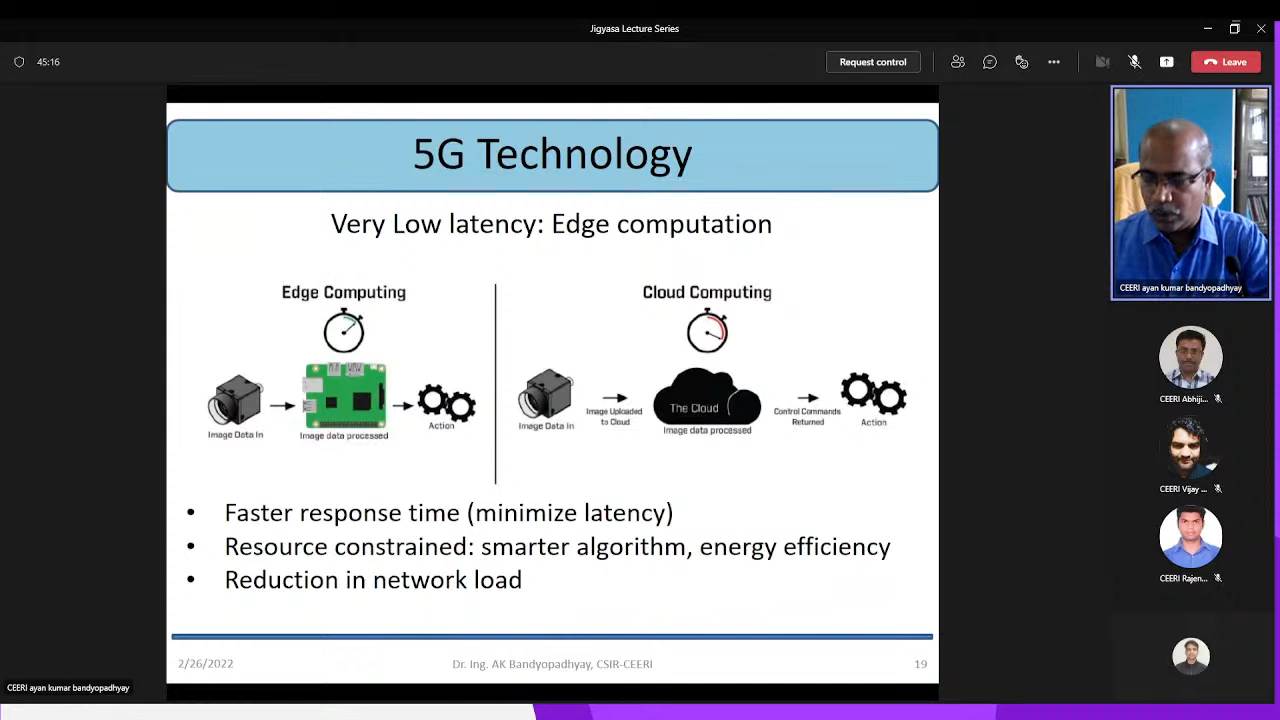 Jigyasa Lecture Series
45:16
Request control
Leave
5G Technology
Very Low latency: Edge computation
Edge Computing
Image Data In
Image data processed
Action
Cloud Computing
Image Data In
Image Uploaded
to Cloud
The Cloud
Image data processed
Control Commands
Returned
Action
• Faster response time (minimize latency)
• Resource constrained: smarter algorithm, energy efficiency
• Reduction in network load
2/26/2022
Dr. Ing. AK Bandyopadhyay, CSIR-CEERI
19
CEERI ayan kumar bandyopadhyay
CEERI Abhiji...
CEERI Vijay ...
CEERI Rajen...
CEERI ayan kumar bandyopadhyay